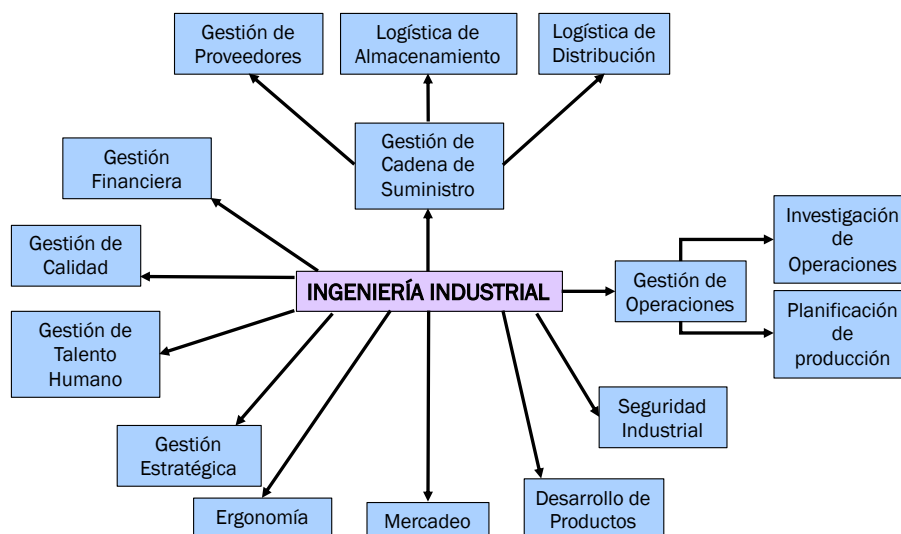 Gestión de
Proveedores
Logística de
Almacenamiento
Logística de
Distribución
Gestión de
Cadena de
Suministro
Gestión
Financiera
Gestión de
Calidad
Gestión de
Talento
Humano
INGENIERÍA INDUSTRIAL
Gestión de
Operaciones
Investigación
de
Operaciones
Planificación
de
producción
Seguridad
Industrial
Gestión
Estratégica
Ergonomía
Mercadeo
Desarrollo de
Productos